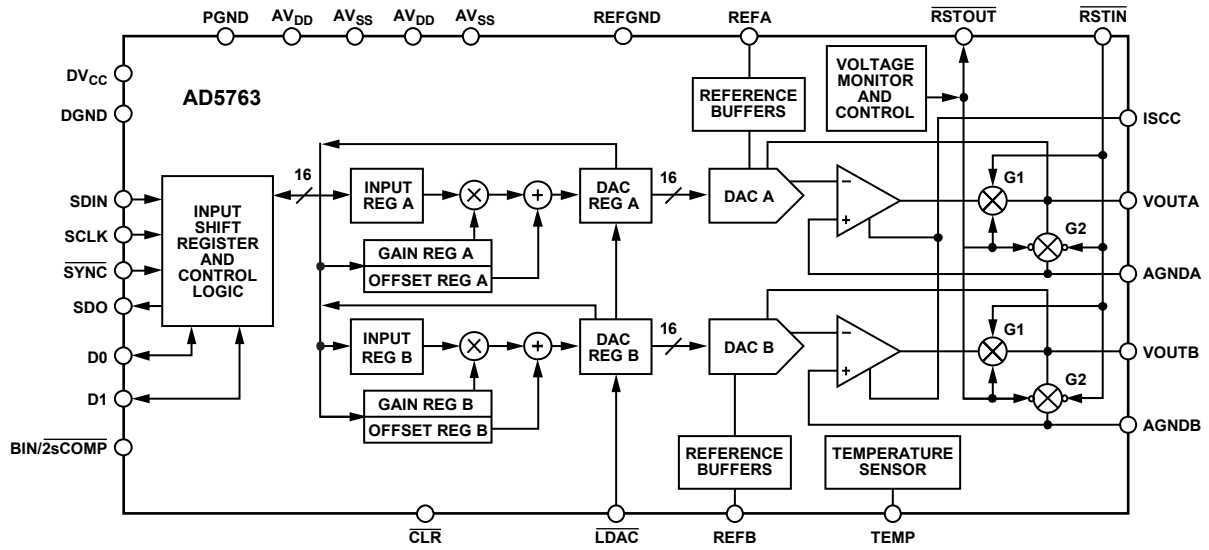 PGND
AVDD
AVSS
AVDD
AVSS
REFGND
REFA
RSTOUT
RSTIN
DVCC
DGND
AD5763
REFERENCE
BUFFERS
VOLTAGE
MONITOR
AND
CONTROL
ISCC
SDIN
SCLK
SYNC
SDO
D0
D1
BIN/2sCOMP
INPUT
SHIFT
REGISTER
AND
CONTROL
LOGIC
16
INPUT
REG A
×
+
GAIN REG A
OFFSET REG A
DAC
REG A
16
DAC A
−
+
G1
G2
VOUTA
AGNDA
INPUT
REG B
×
+
GAIN REG B
OFFSET REG B
DAC
REG B
16
DAC B
−
+
G1
G2
VOUTB
AGNDB
REFERENCE
BUFFERS
TEMPERATURE
SENSOR
CLR
LDAC
REFB
TEMP